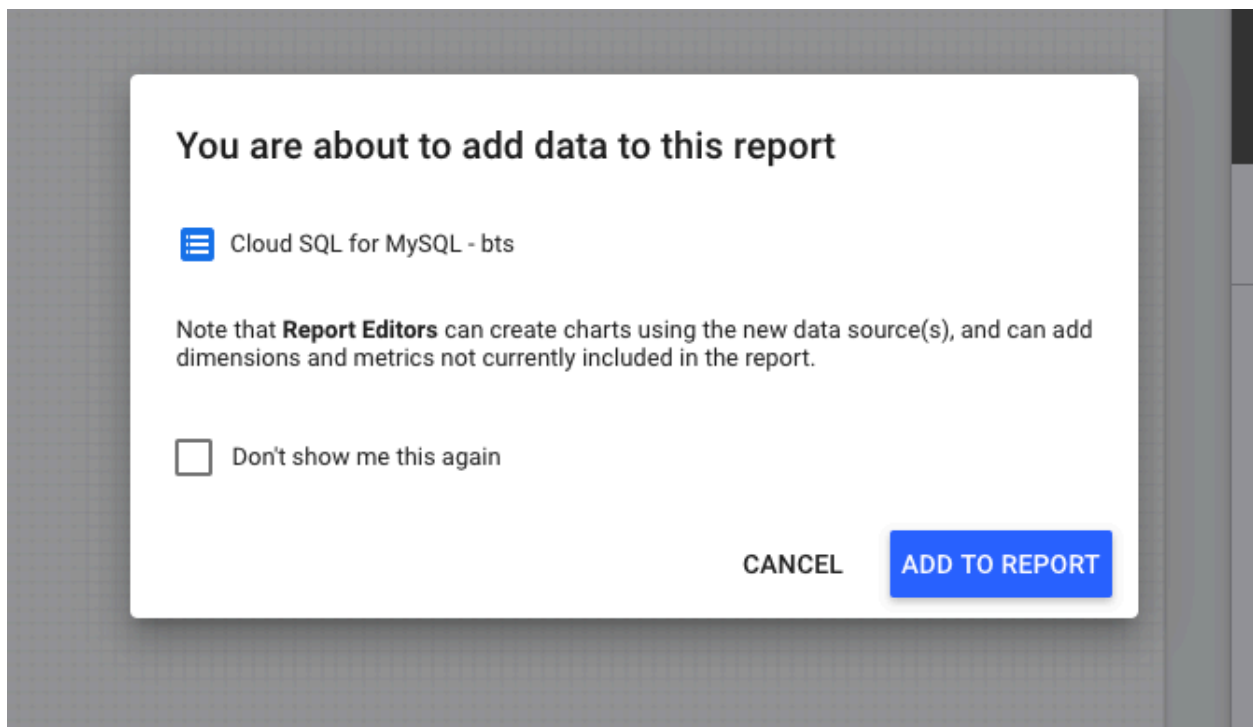 You are about to add data to this report
Cloud SQL for MySQL - bts
Note that Report Editors can create charts using the new data source(s), and can add
dimensions and metrics not currently included in the report.
Don't show me this again
CANCEL ADD TO REPORT